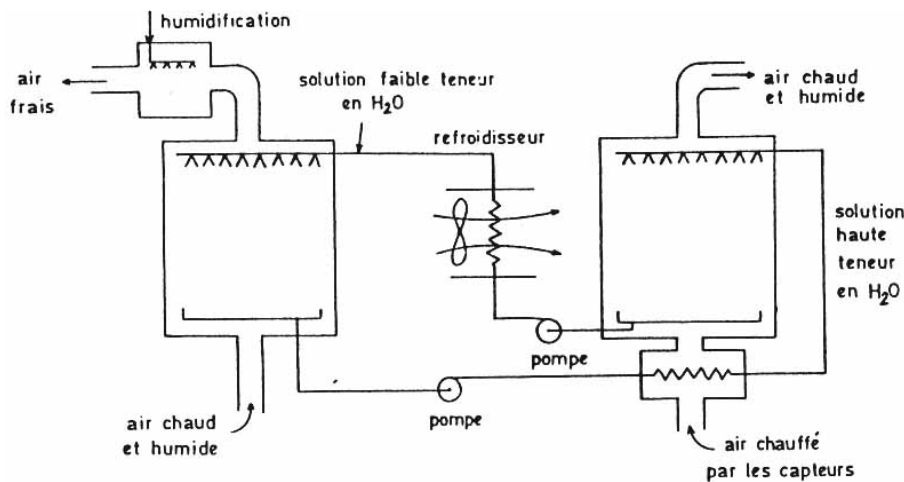 humidification
air
frais
solution faible teneur
en H₂O
refroidisseur
air chaud
et humide
solution
haute
teneur
en H₂O
pompe
pompe
air chaud
et humide
air chauffé
par les capteurs